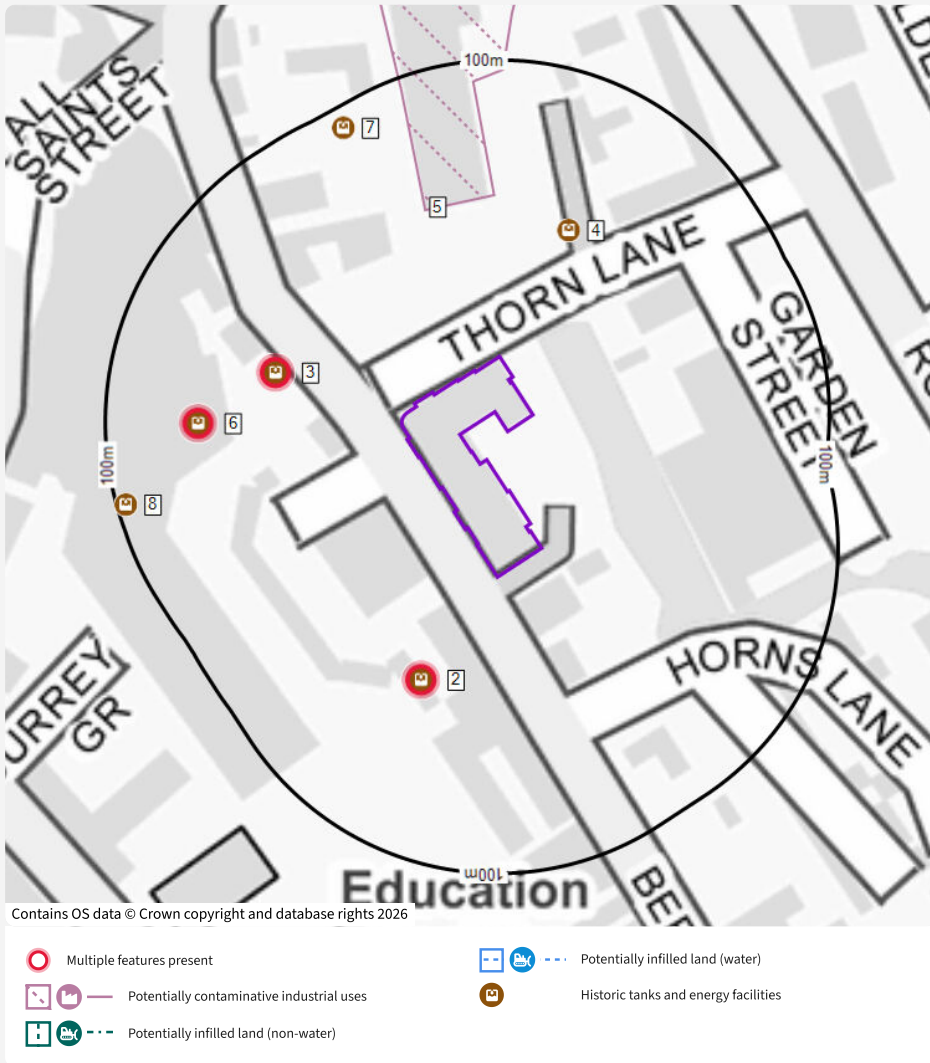 100m
ALL
SAINTS
STREET
7
5
4
THORN LANE
GARDEN
STREET
3
6
100m
100m
8
2
HORNS LANE
URREY
GR
100m
Education
BER
Contains OS data © Crown copyright and database rights 2026
Multiple features present
Potentially contaminative industrial uses
Potentially infilled land (non-water)
Potentially infilled land (water)
Historic tanks and energy facilities